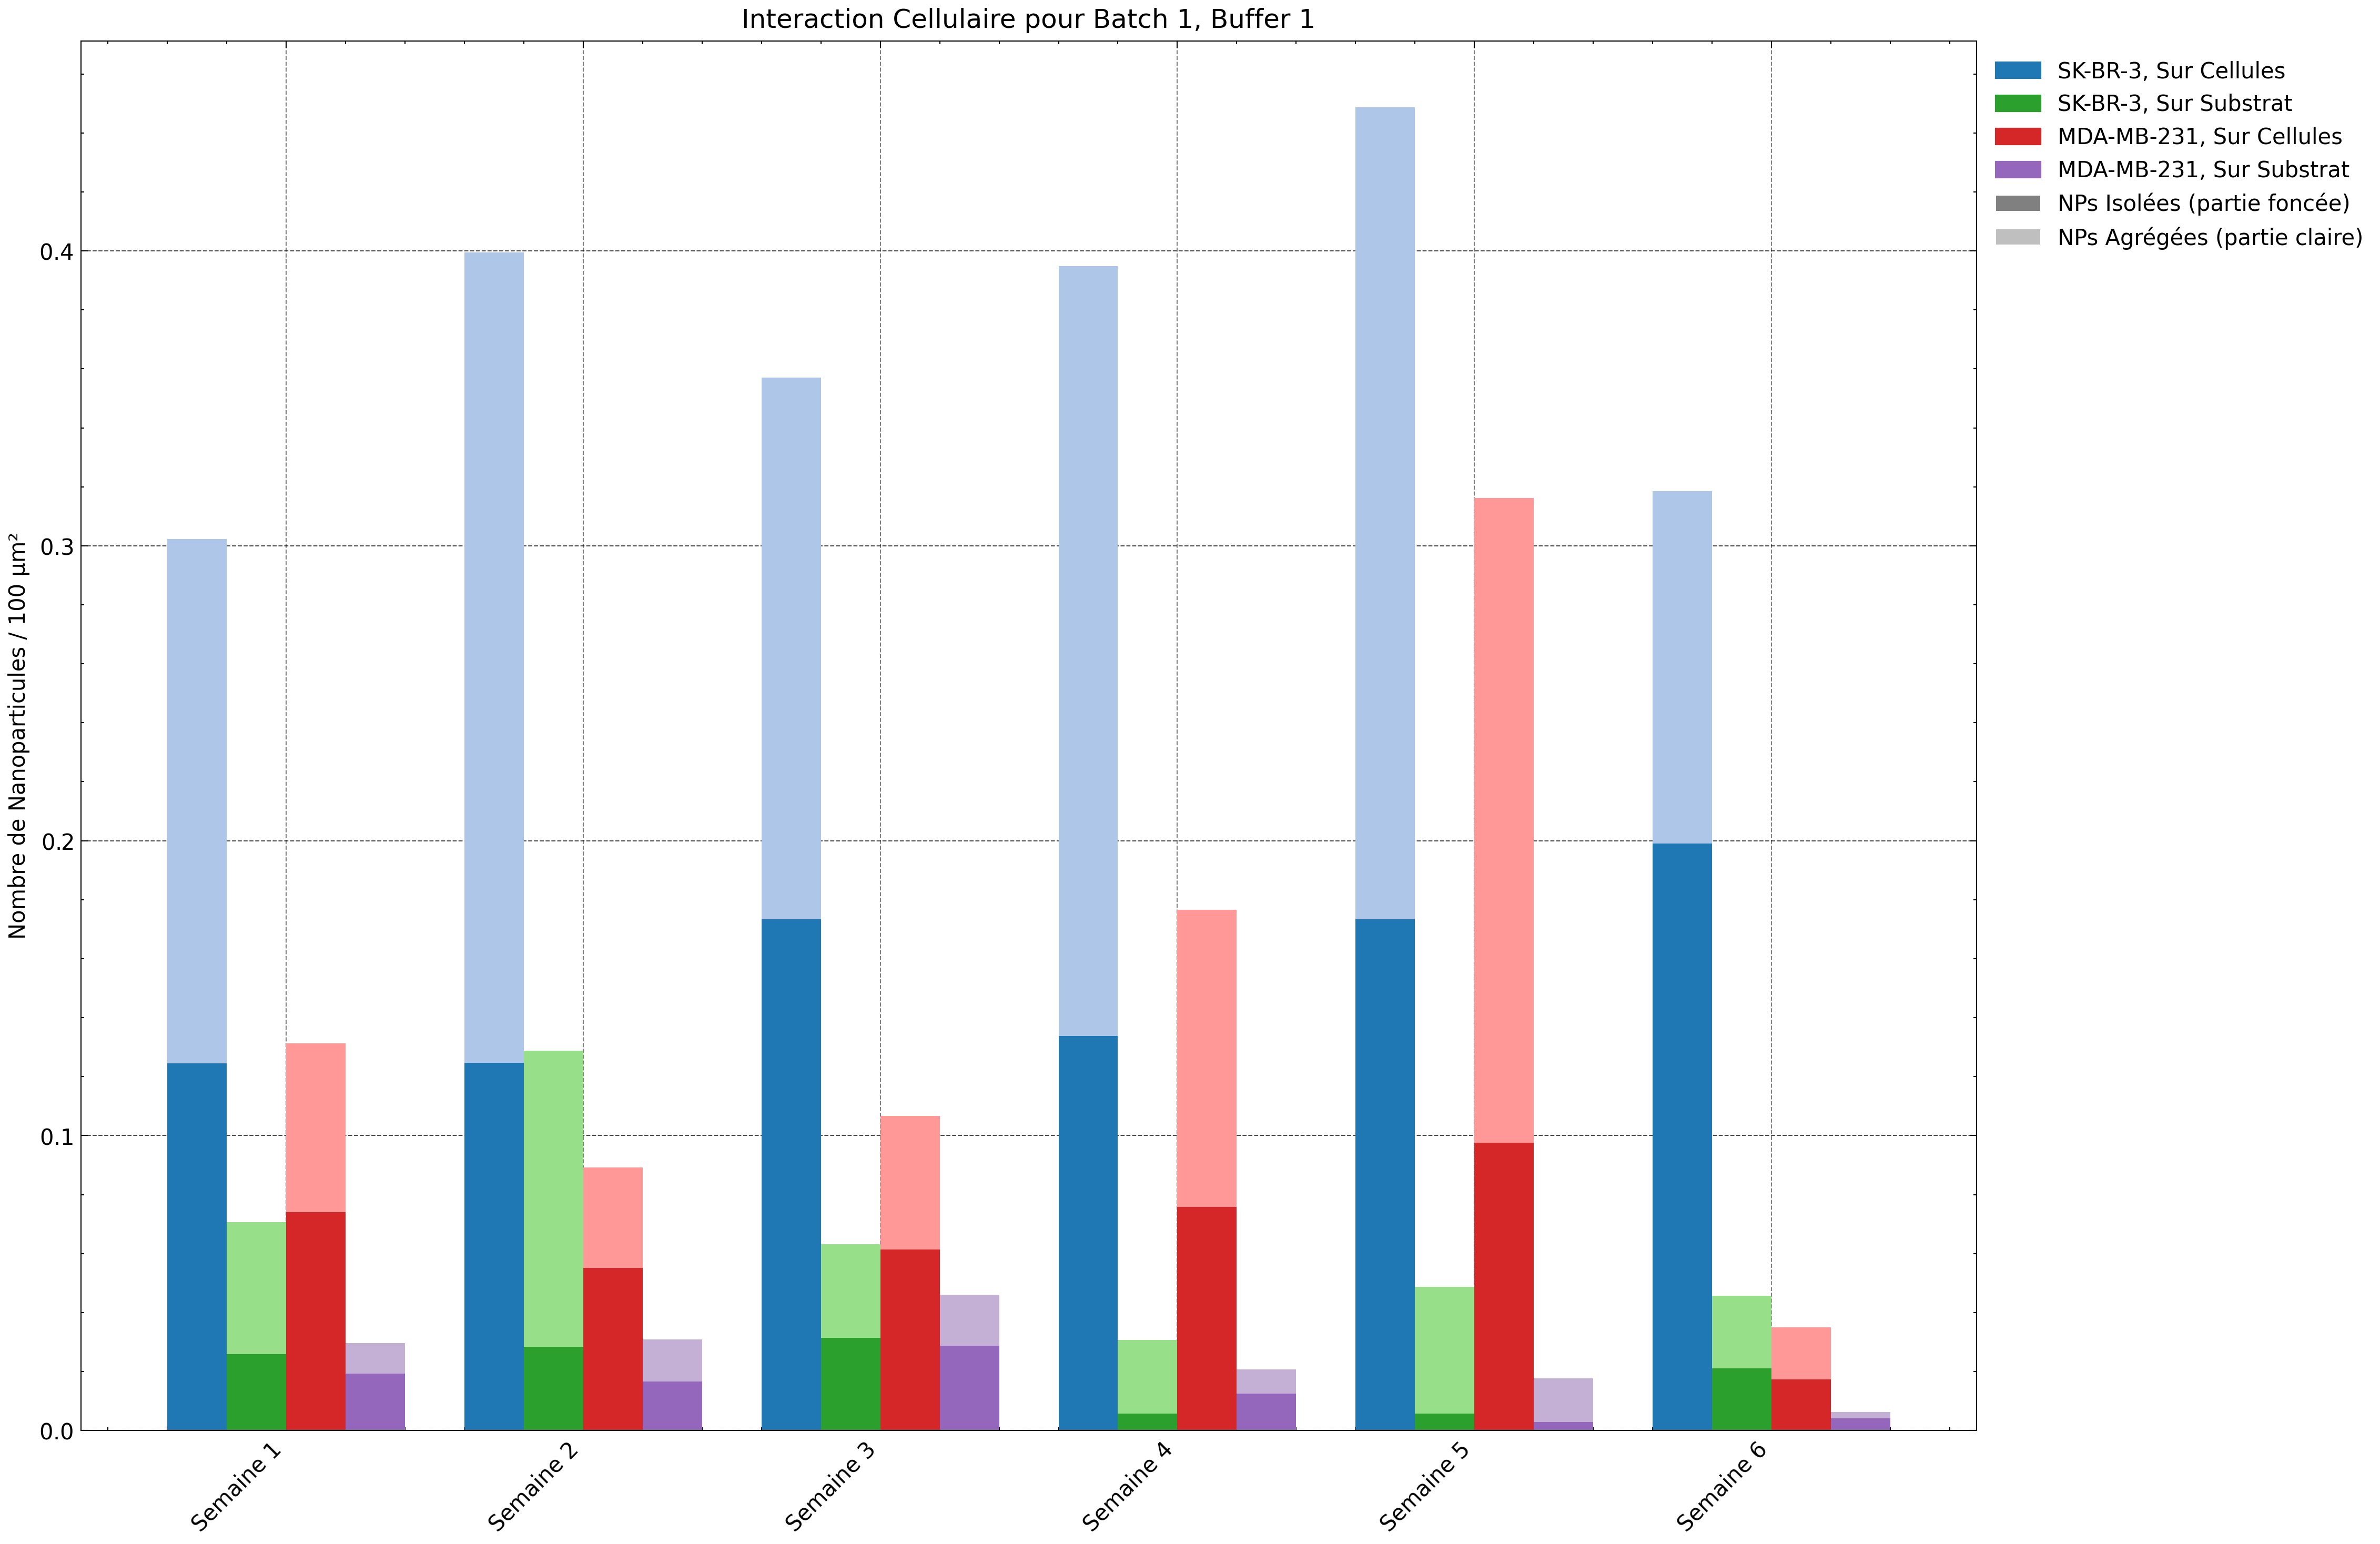 Interaction Cellulaire pour Batch 1, Buffer 1
SK-BR-3, Sur Cellules
SK-BR-3, Sur Substrat
MDA-MB-231, Sur Cellules
MDA-MB-231, Sur Substrat
NPs Isolées (partie foncée)
NPs Agrégées (partie claire)
Nombre de Nanoparticules / 100 µm²
0.4
0.3
0.2
0.1
0.0
Semaine 1
Semaine 2
Semaine 3
Semaine 4
Semaine 5
Semaine 6